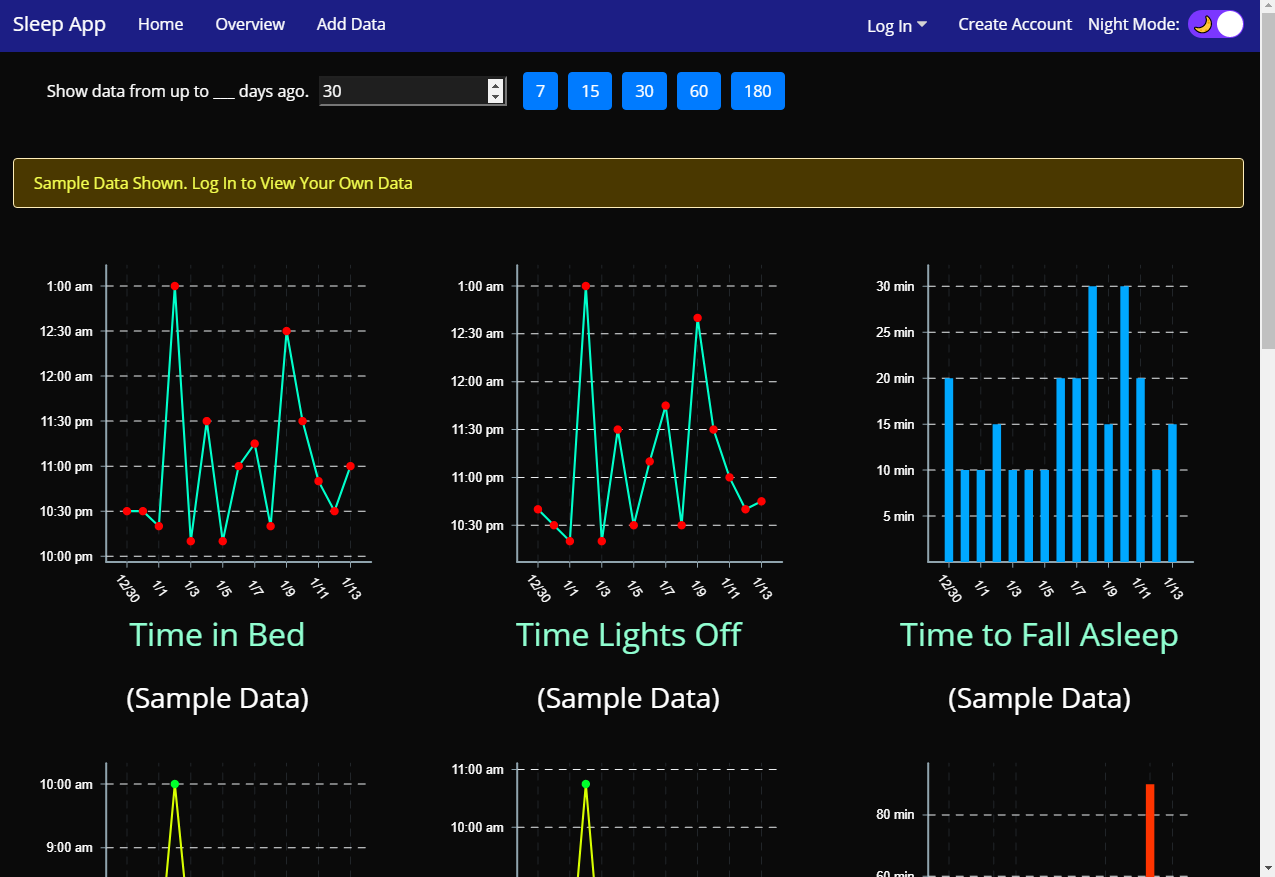 Sleep App Home Overview Add Data Log In Create Account Night Mode:
Show data from up to ___ days ago. 30 7 15 30 60 180
Sample Data Shown. Log In to View Your Own Data
1:00 am
12:30 am
12:00 am
11:30 pm
11:00 pm
10:30 pm
10:00 pm
12/30 1/1 1/3 1/5 1/7 1/9 1/11 1/13
Time in Bed
(Sample Data)
1:00 am
12:30 am
12:00 am
11:30 pm
11:00 pm
10:30 pm
12/30 1/1 1/3 1/5 1/7 1/9 1/11 1/13
Time Lights Off
(Sample Data)
30 min
25 min
20 min
15 min
10 min
5 min
12/30 1/1 1/3 1/5 1/7 1/9 1/11 1/13
Time to Fall Asleep
(Sample Data)
10:00 am
9:00 am
11:00 am
10:00 am
80 min
60 min